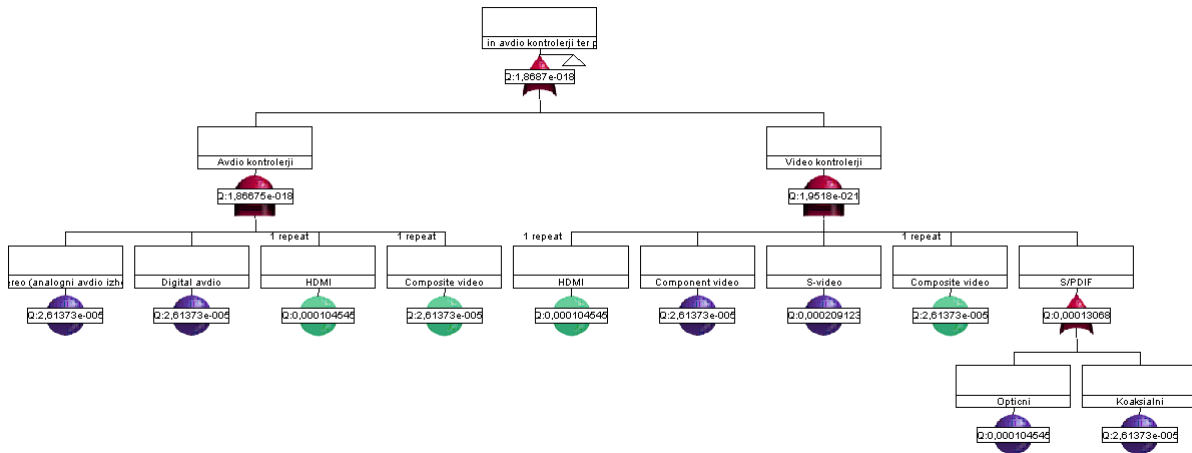 in avdio kontrolerji ter p
Q:1,8687e-018
Avdio kontrolerji
Video kontrolerji
Q:1,86675e-018
Q:1,9518e-021
1 repeat
1 repeat
1 repeat
1 repeat
ereo (analogni avdio izho
Digital avdio
HDMI
Composite video
HDMI
Component video
S-video
Composite video
S/PDIF
Q:2,61373e-005
Q:2,61373e-005
Q:0,000104545
Q:2,61373e-005
Q:0,000104545
Q:2,61373e-005
Q:0,000209123
Q:2,61373e-005
Q:0,00013068
Opticni
Koaksialni
Q:0,000104545
Q:2,61373e-005